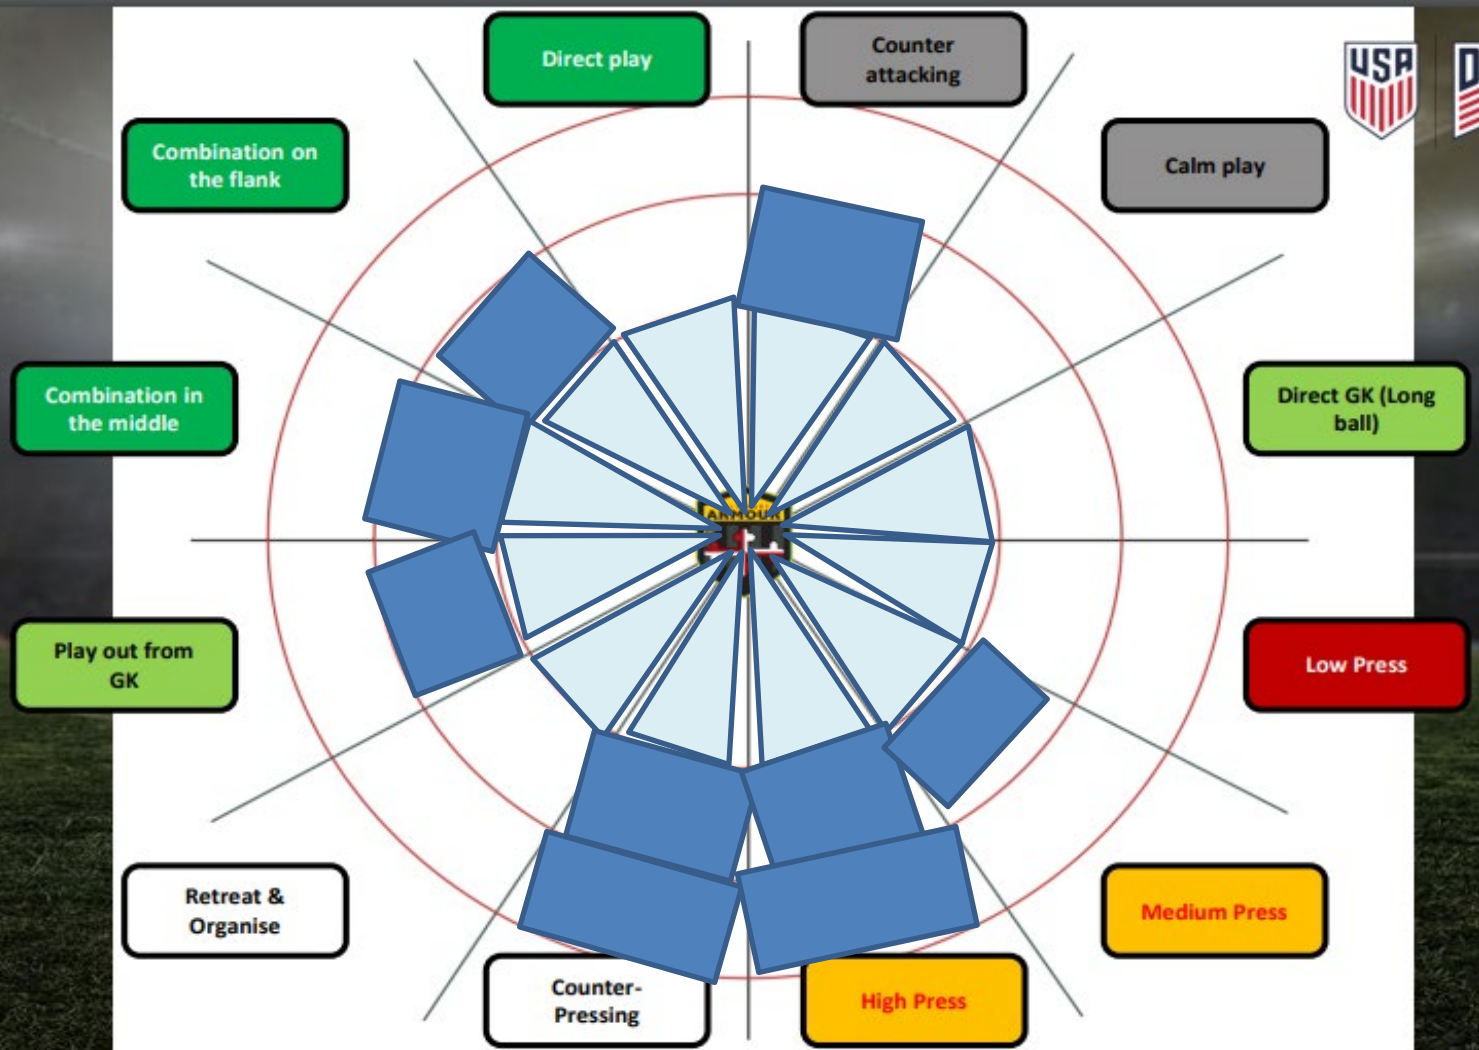 Direct play
Counter
attacking
USA
Combination on
the flank
Calm play
Combination in
the middle
Direct GK (Long
ball)
ARMOUR
Play out from
GK
Low Press
Retreat &
Organise
Medium Press
Counter-
Pressing
High Press